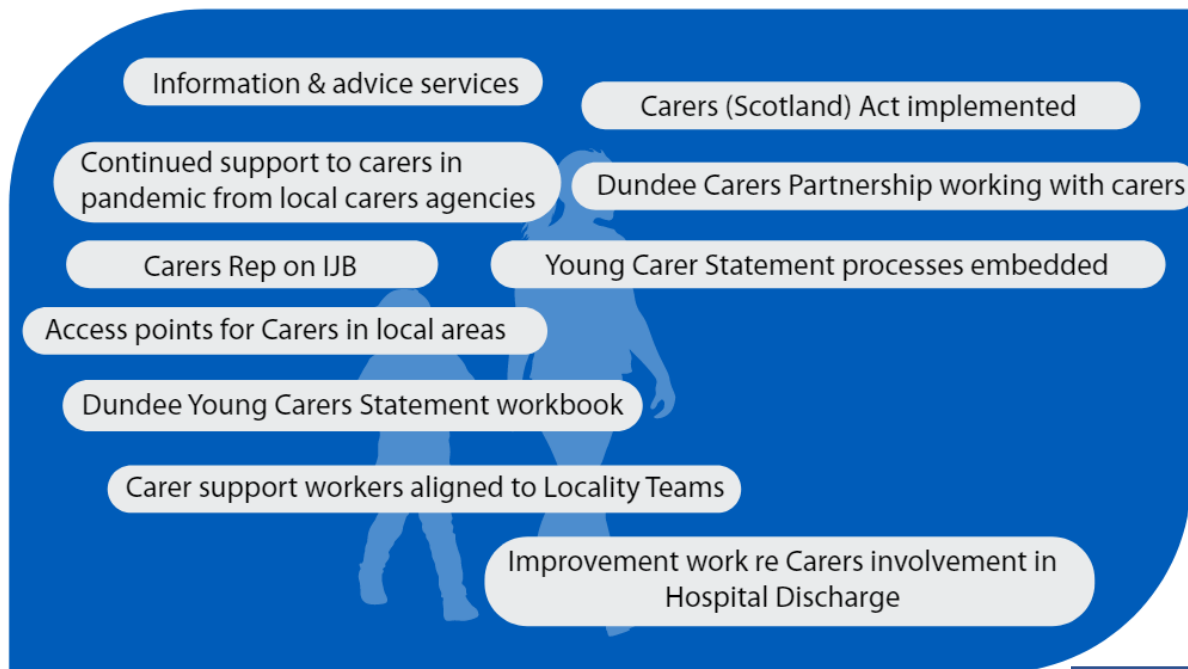 Information & advice services
Carers (Scotland) Act implemented
Continued support to carers in
pandemic from local carers agencies
Dundee Carers Partnership working with carers
Carers Rep on IJB
Young Carer Statement processes embedded
Access points for Carers in local areas
Dundee Young Carers Statement workbook
Carer support workers aligned to Locality Teams
Improvement work re Carers involvement in
Hospital Discharge